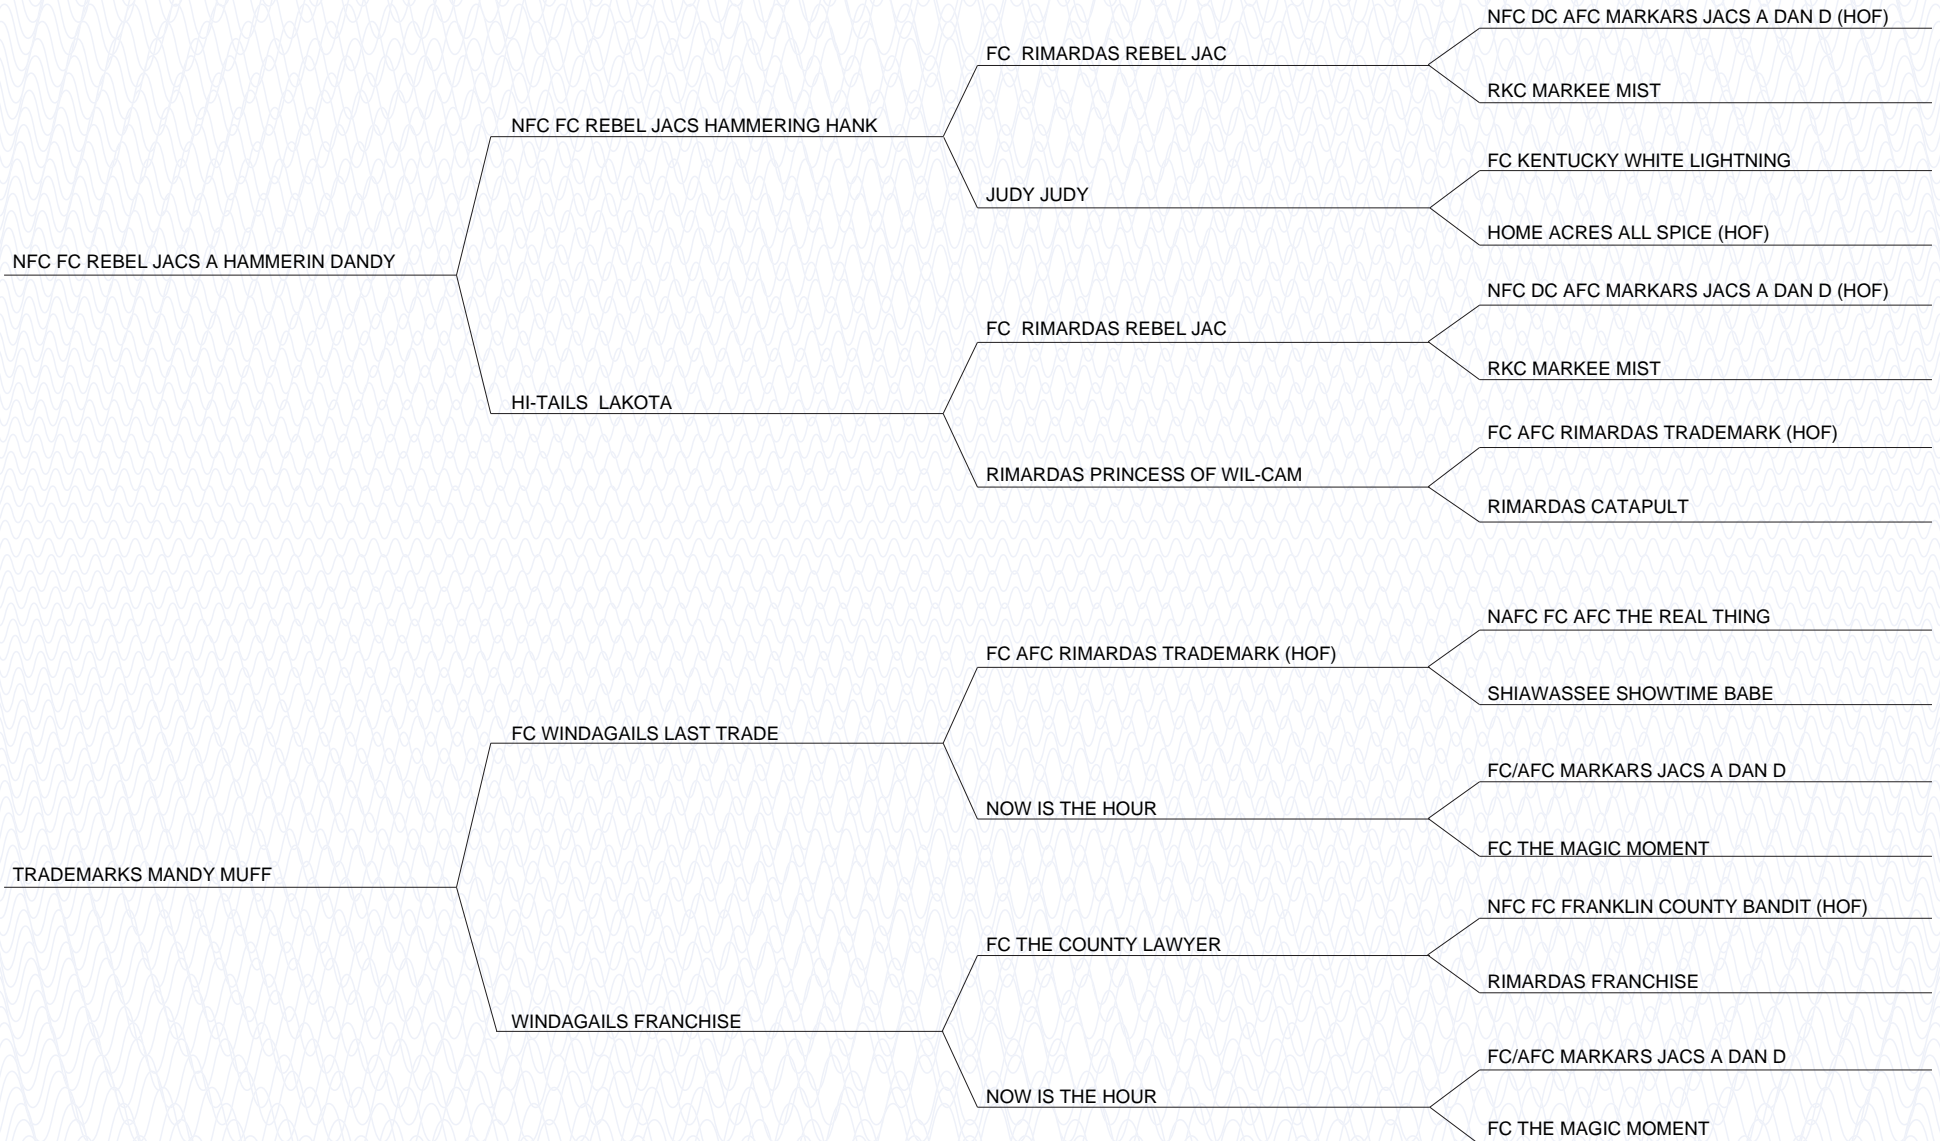 NFC DC AFC MARKARS JACS A DAN D (HOF)
FC  RIMARDAS REBEL JAC
RKC MARKEE MIST
NFC FC REBEL JACS HAMMERING HANK
FC KENTUCKY WHITE LIGHTNING
JUDY JUDY
HOME ACRES ALL SPICE (HOF)
NFC FC REBEL JACS A HAMMERIN DANDY
NFC DC AFC MARKARS JACS A DAN D (HOF)
FC  RIMARDAS REBEL JAC
RKC MARKEE MIST
HI-TAILS  LAKOTA
FC AFC RIMARDAS TRADEMARK (HOF)
RIMARDAS PRINCESS OF WIL-CAM
RIMARDAS CATAPULT
NAFC FC AFC THE REAL THING
FC AFC RIMARDAS TRADEMARK (HOF)
SHIAWASSEE SHOWTIME BABE
FC WINDAGAILS LAST TRADE
FC/AFC MARKARS JACS A DAN D
NOW IS THE HOUR
FC THE MAGIC MOMENT
TRADEMARKS MANDY MUFF
NFC FC FRANKLIN COUNTY BANDIT (HOF)
FC THE COUNTY LAWYER
RIMARDAS FRANCHISE
WINDAGAILS FRANCHISE
FC/AFC MARKARS JACS A DAN D
NOW IS THE HOUR
FC THE MAGIC MOMENT